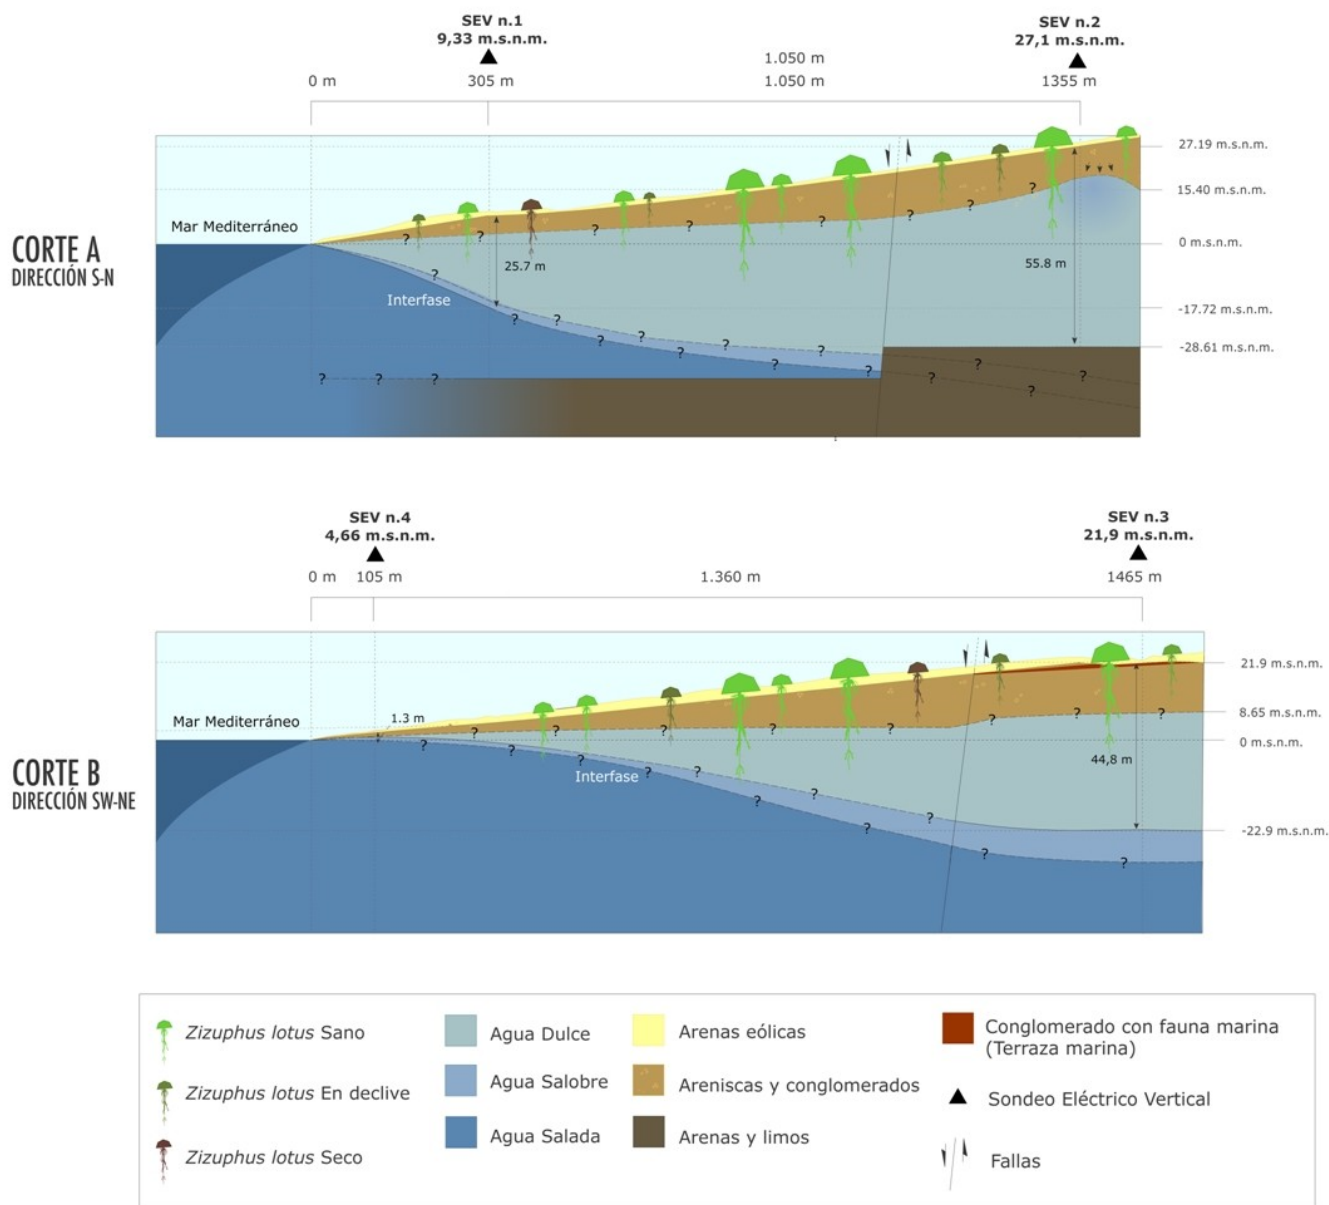 SEV n.1
9,33 m.s.n.m.
SEV n.2
27,1 m.s.n.m.
1.050 m
0 m
305 m
1.050 m
1355 m
27.19 m.s.n.m.
15.40 m.s.n.m.
0 m.s.n.m.
-17.72 m.s.n.m.
-28.61 m.s.n.m.
Mar Mediterráneo
CORTE A
DIRECCIÓN S-N
25.7 m
55.8 m
Interfase
? ? ? ? ? ? ? ? ?
? ? ? ? ? ?
? ? ? ? ?
? ? ?
? ? ? ?
SEV n.4
4,66 m.s.n.m.
SEV n.3
21,9 m.s.n.m.
0 m
105 m
1.360 m
1465 m
21.9 m.s.n.m.
8.65 m.s.n.m.
0 m.s.n.m.
-22.9 m.s.n.m.
Mar Mediterráneo
CORTE B
DIRECCIÓN SW-NE
1.3 m
44,8 m
Interfase
? ? ? ? ? ? ? ?
? ? ? ? ? ?
? ? ? ? ?
Zizuphus lotus Sano
Zizuphus lotus En declive
Zizuphus lotus Seco
Agua Dulce
Agua Salobre
Agua Salada
Arenas eólicas
Areniscas y conglomerados
Arenas y limos
Conglomerado con fauna marina
(Terraza marina)
Sondeo Eléctrico Vertical
Fallas